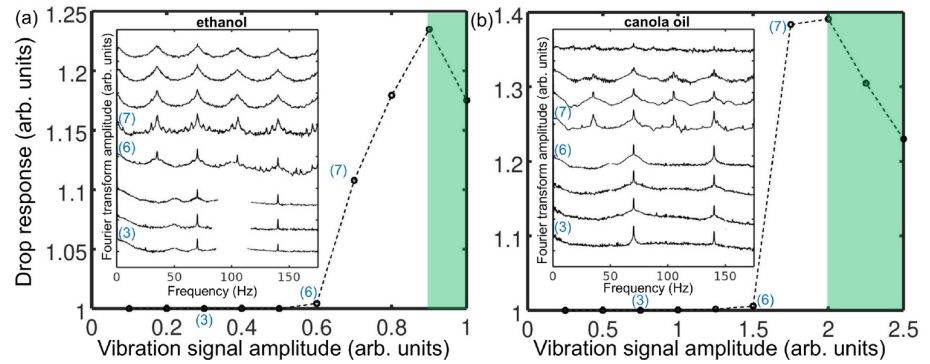 (a)
ethanol
Drop response (arb. units)
1.25
1.2
1.15
1.1
1.05
1
Fourier transform amplitude (arb. units)
(7)
(6)
(3)
0 50 100 150
Frequency (Hz)
(7)
(6)
(3)
0 0.2 0.4 0.6 0.8 1
Vibration signal amplitude (arb. units)
(b)
canola oil
1.4
1.3
1.2
1.1
1
Fourier transform amplitude (arb. units)
(7)
(6)
(3)
0 50 100 150
Frequency (Hz)
(7)
(3)
(6)
0 0.5 1 1.5 2 2.5
Vibration signal amplitude (arb. units)